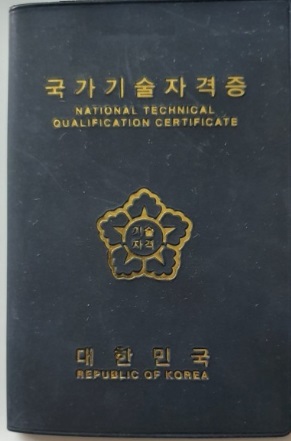 국가기술자격증
NATIONAL TECHNICAL
QUALIFICATION CERTIFICATE
기술
자격
대한민국
REPUBLIC OF KOREA